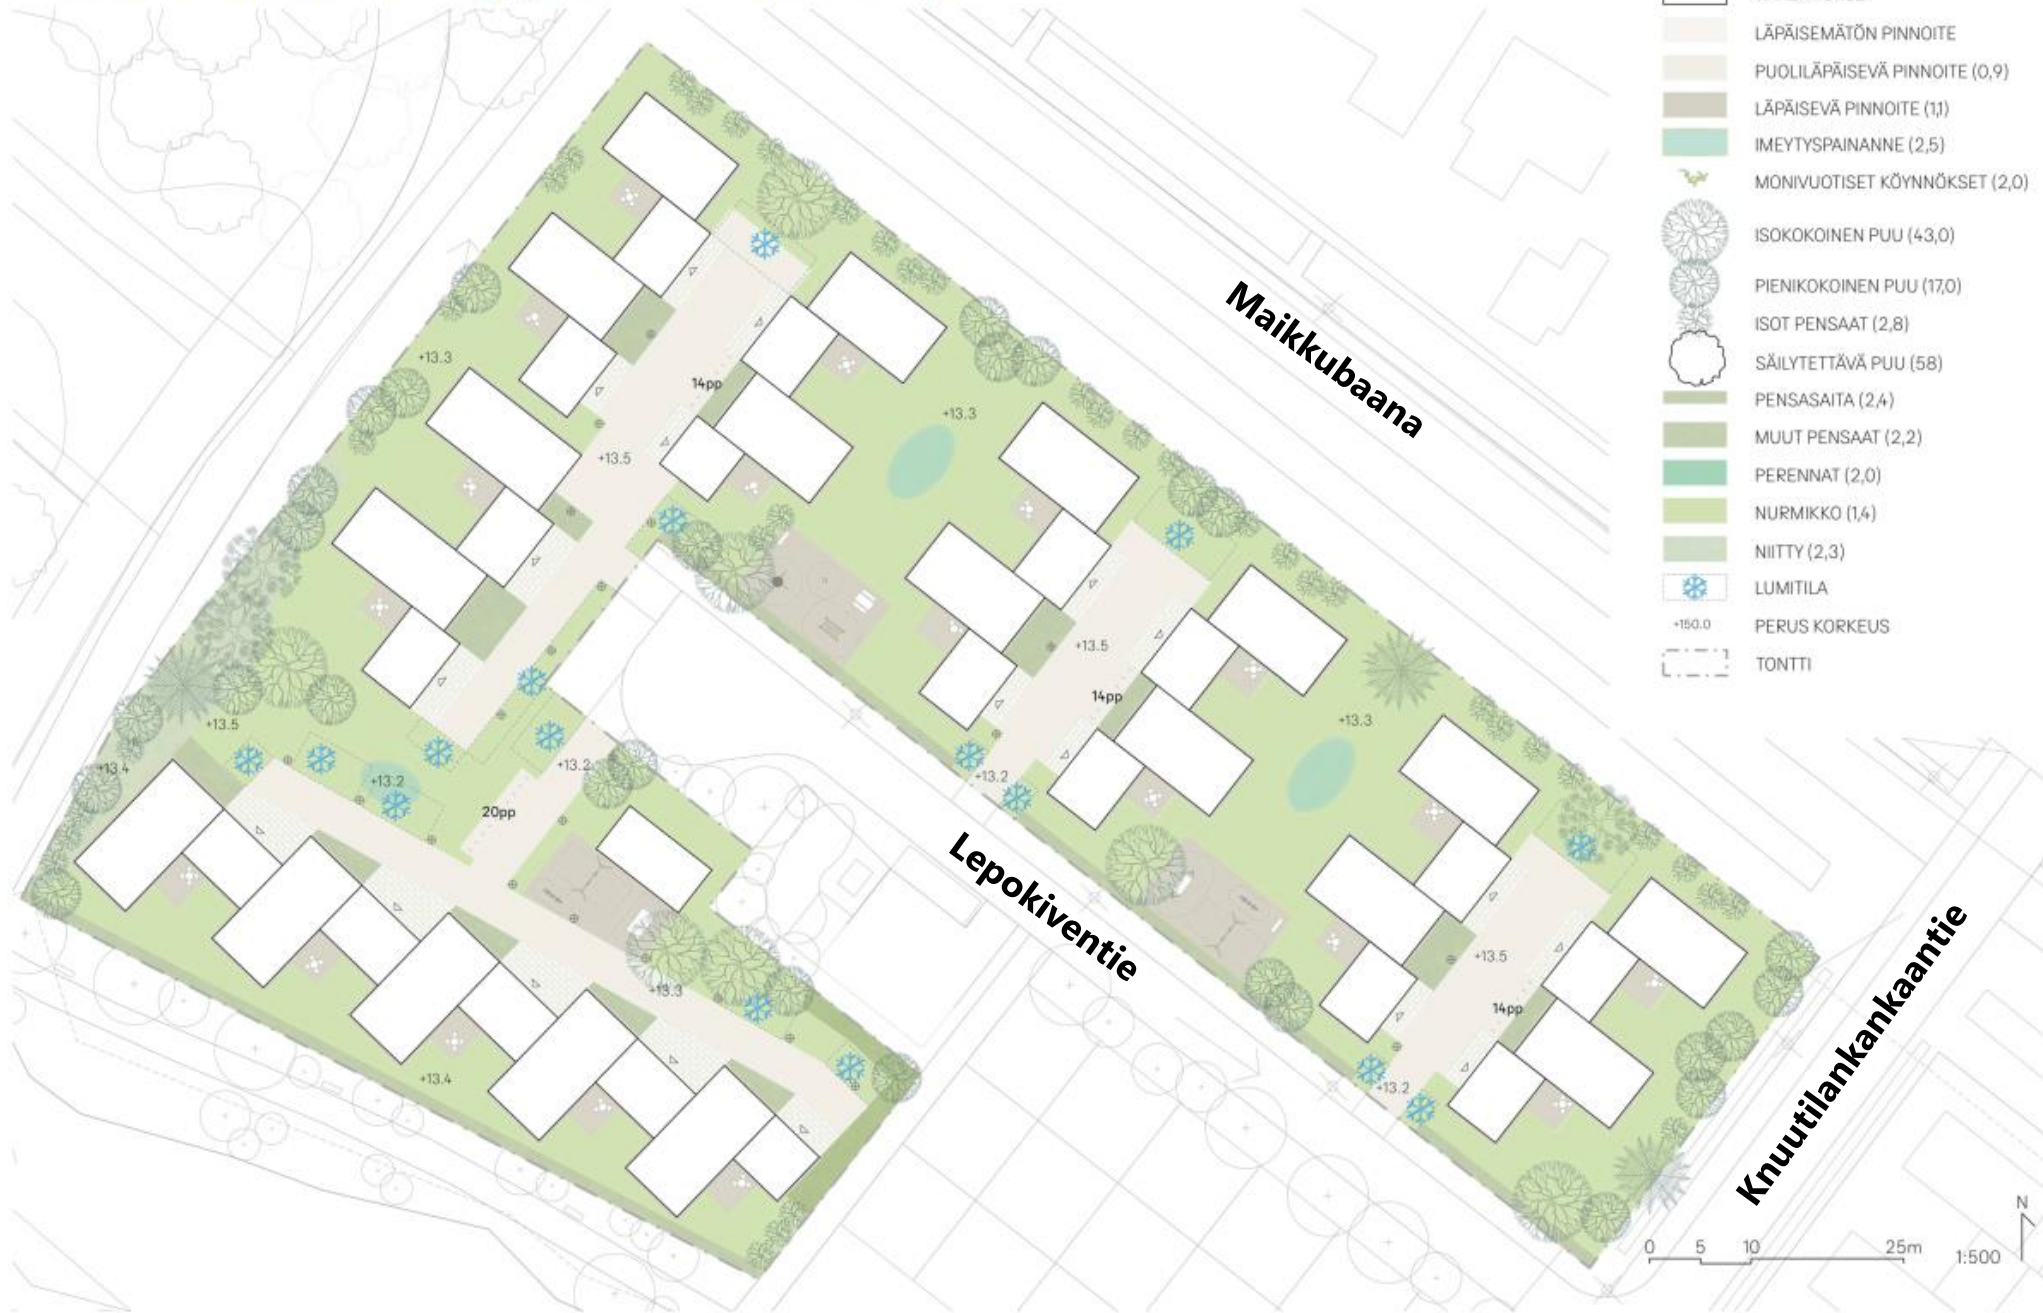 LÄPÄISEMÄTÖN PINNOITE
PUOLILÄPÄISEVÄ PINNOITE (0,9)
LÄPÄISEVÄ PINNOITE (1,1)
IMEYTYSPAINANNE (2,5)
MONIVUOTISET KÖYNNÖKSET (2,0)
ISOKOKOINEN PUU (43,0)
PIENIKOKOINEN PUU (17,0)
ISOT PENSAAT (2,8)
SÄILYTETTÄVÄ PUU (58)
PENSASAITA (2,4)
MUUT PENSAAT (2,2)
PERENNAT (2,0)
NURMIKKO (1,4)
NIITTY (2,3)
LUMITILA
+150.0 PERUS KORKEUS
TONTTI
Maikkubaana
+13.3
14pp
+13.3
+13.5
+13.5
14pp
+13.3
+13.5
+13.4
+13.2
+13.2
+13.2
20pp
Lepokiventie
+13.5
+13.3
14pp
+13.4
+13.2
Knuutilankankaantie
N
0 5 10 25m
1:500